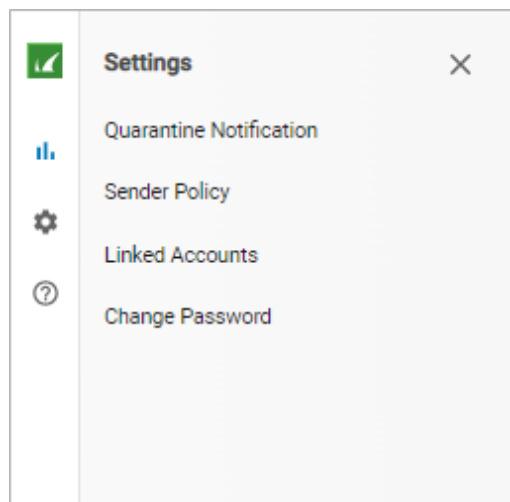 Settings
Quarantine Notification
Sender Policy
Linked Accounts
Change Password